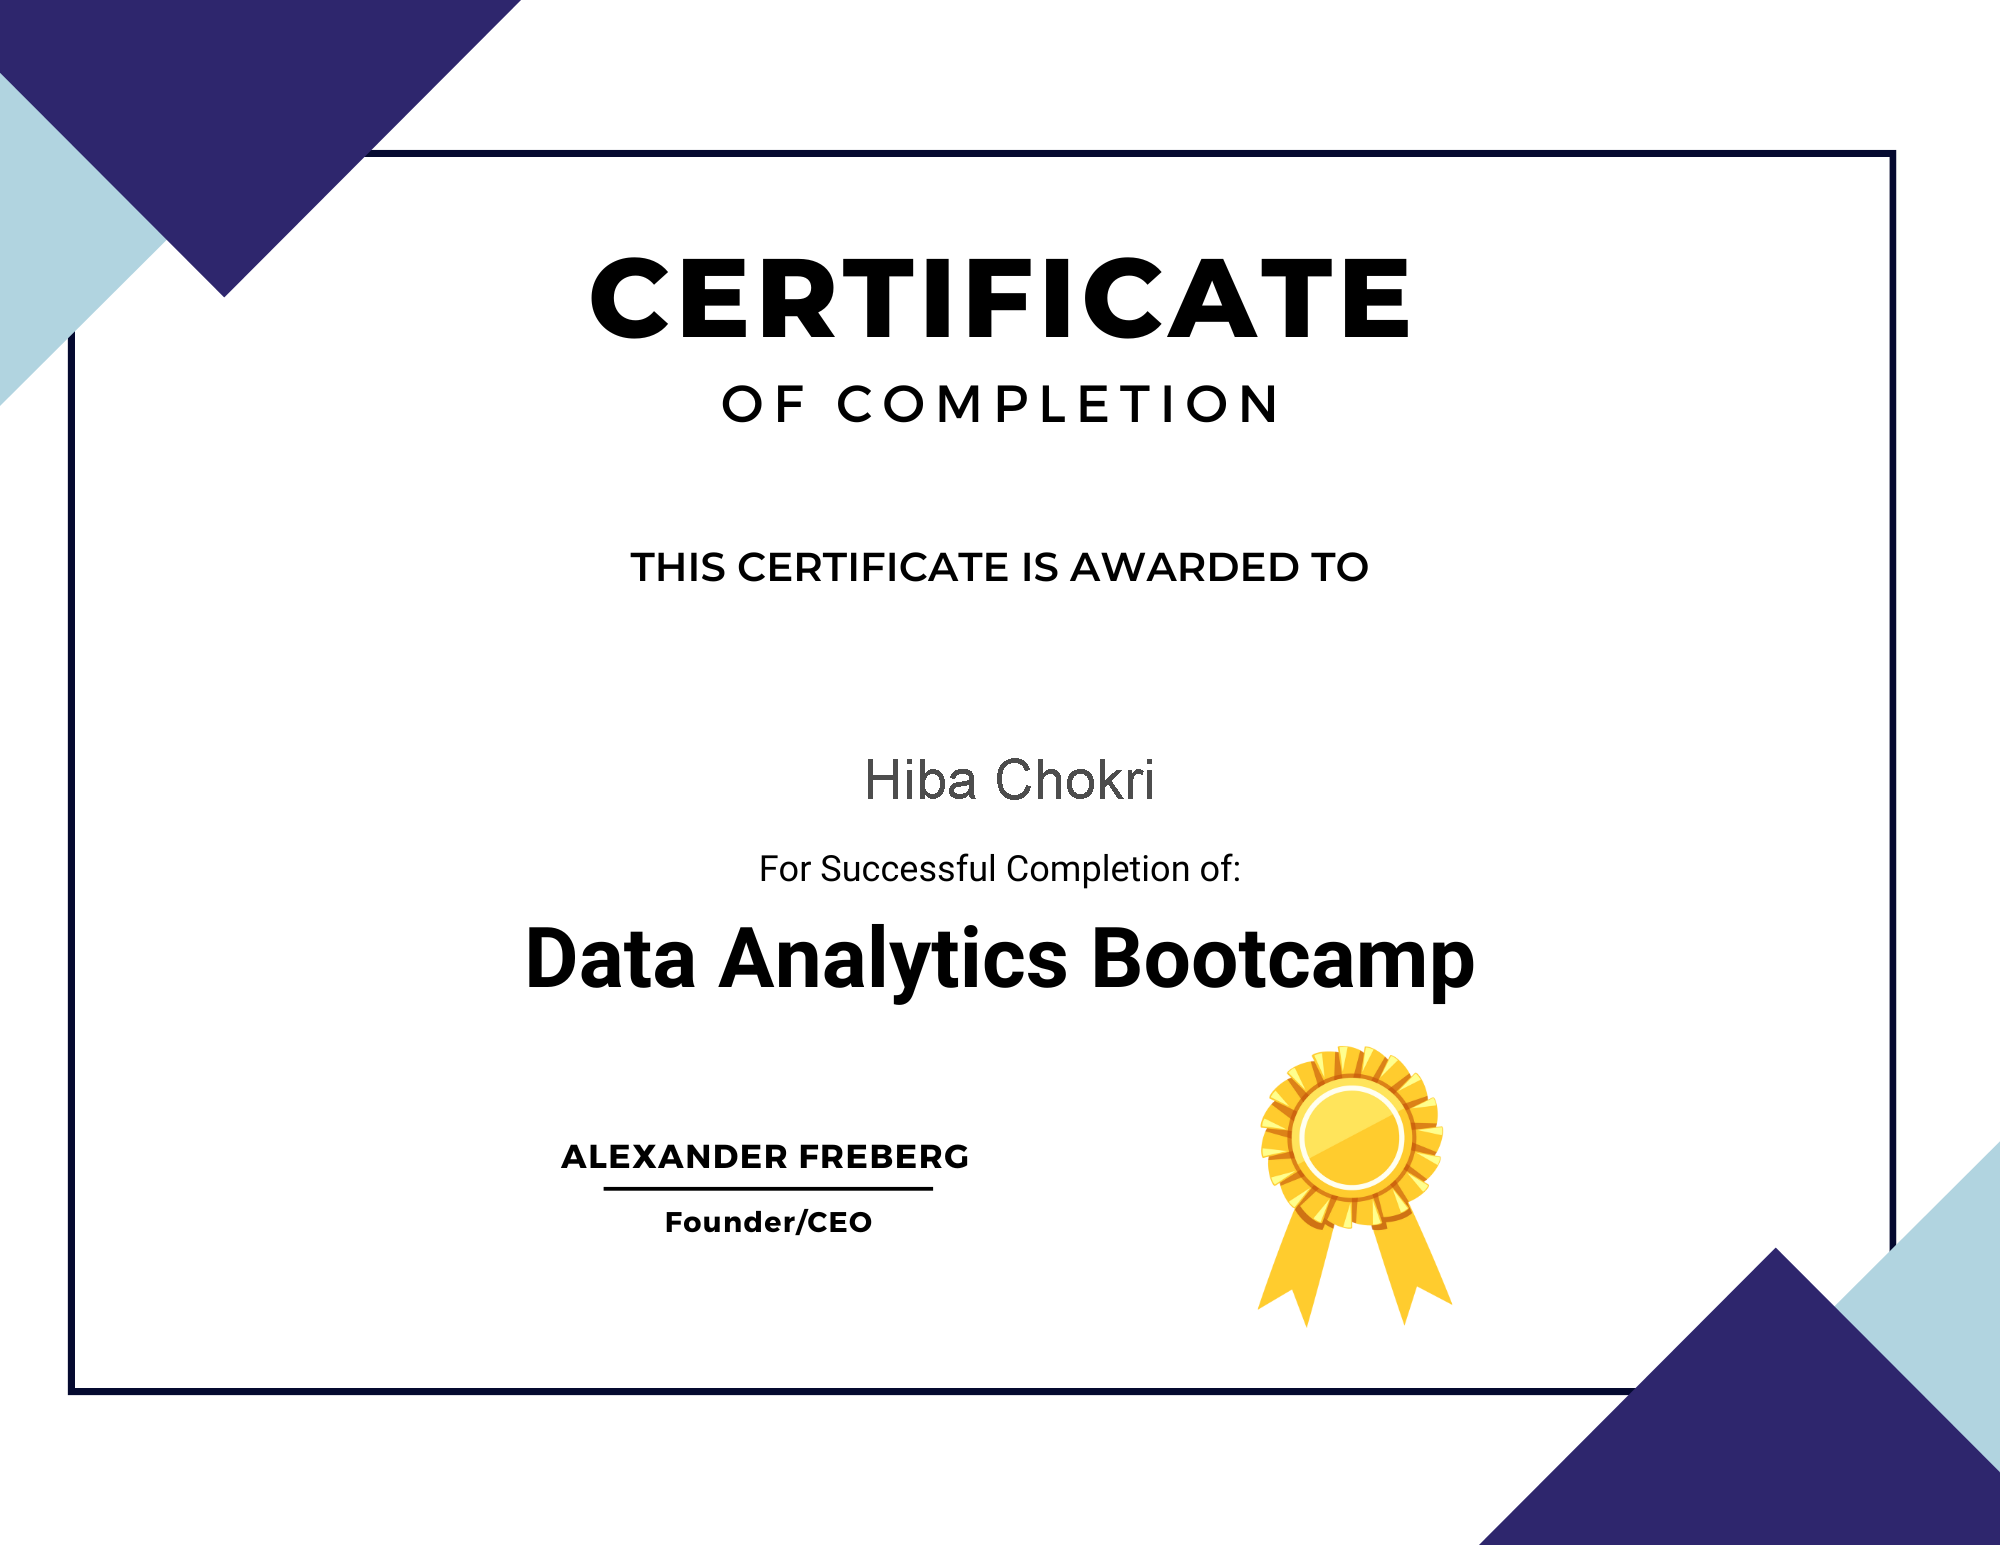 CERTIFICATE
OF COMPLETION
THIS CERTIFICATE IS AWARDED TO
Hiba Chokri
For Successful Completion of:
Data Analytics Bootcamp
ALEXANDER FREBERG
Founder/CEO